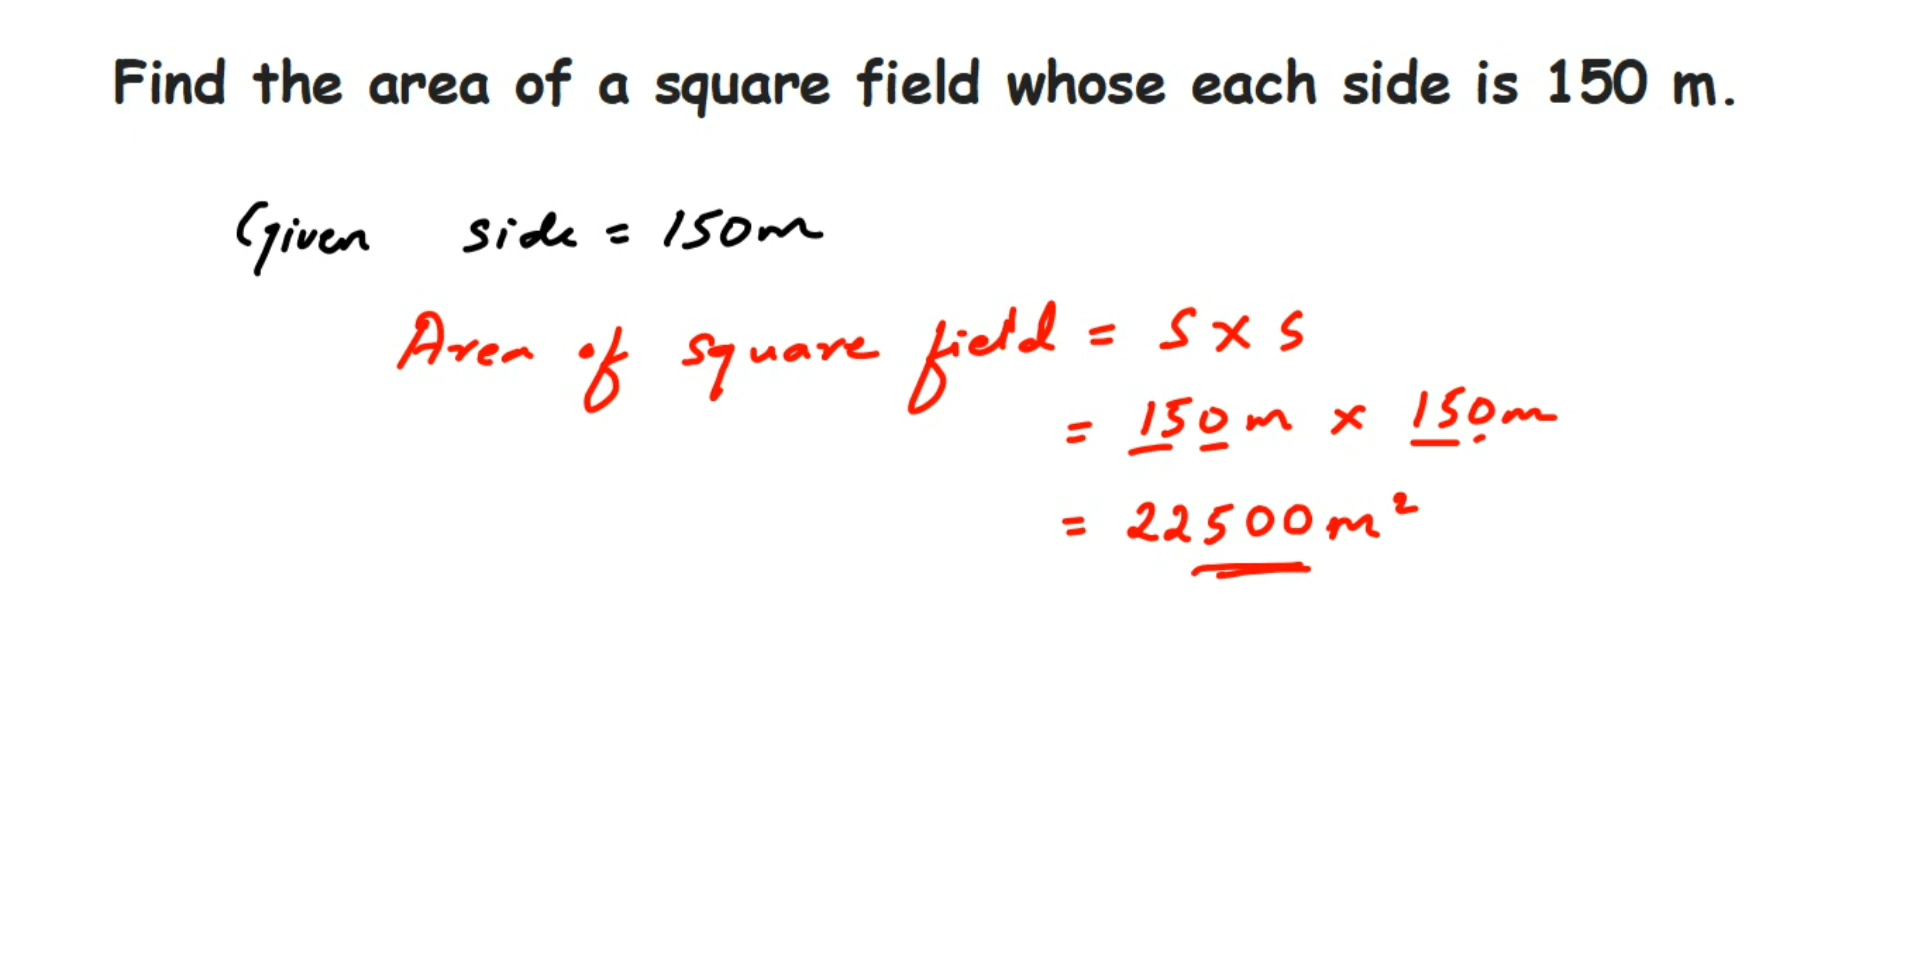 Find the area of a square field whose each side is 150 m.
Given side = 150m
Area of square field = S × S
= 150m × 150m
= 22500m²